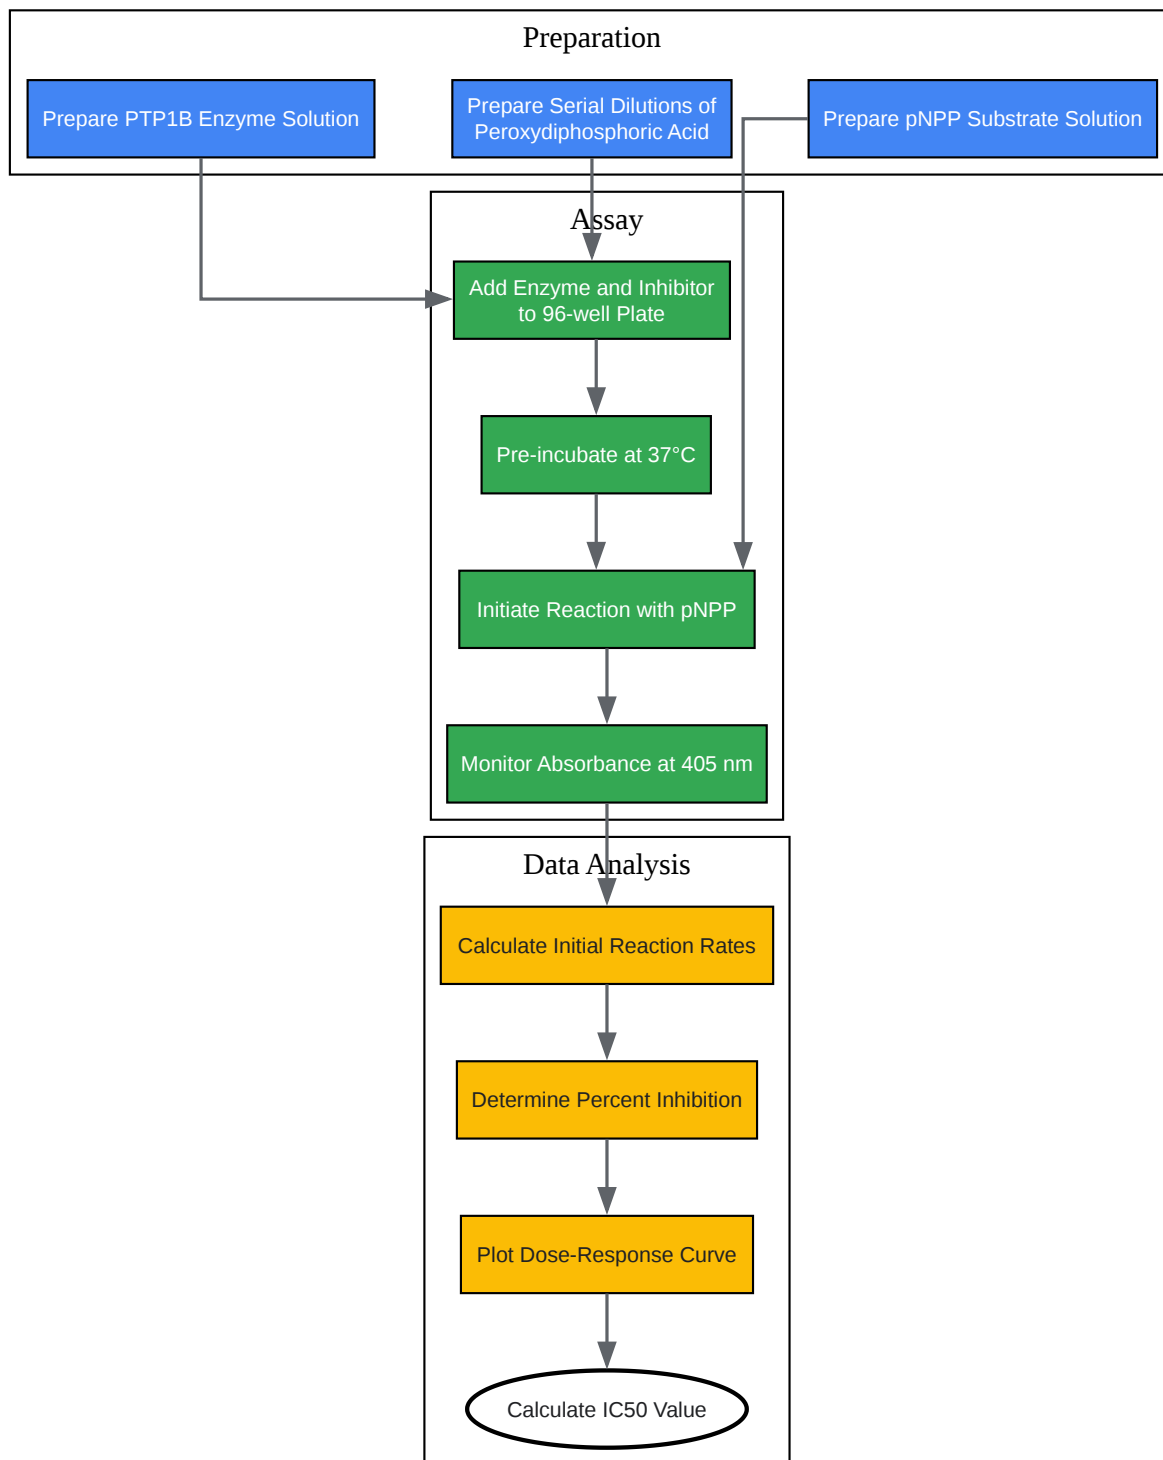 Preparation
Prepare PTP1B Enzyme Solution
Prepare Serial Dilutions of
Peroxydiphosphoric Acid
Prepare pNPP Substrate Solution
Assay
Add Enzyme and Inhibitor
to 96-well Plate
Pre-incubate at 37°C
Initiate Reaction with pNPP
Monitor Absorbance at 405 nm
Data Analysis
Calculate Initial Reaction Rates
Determine Percent Inhibition
Plot Dose-Response Curve
Calculate IC50 Value